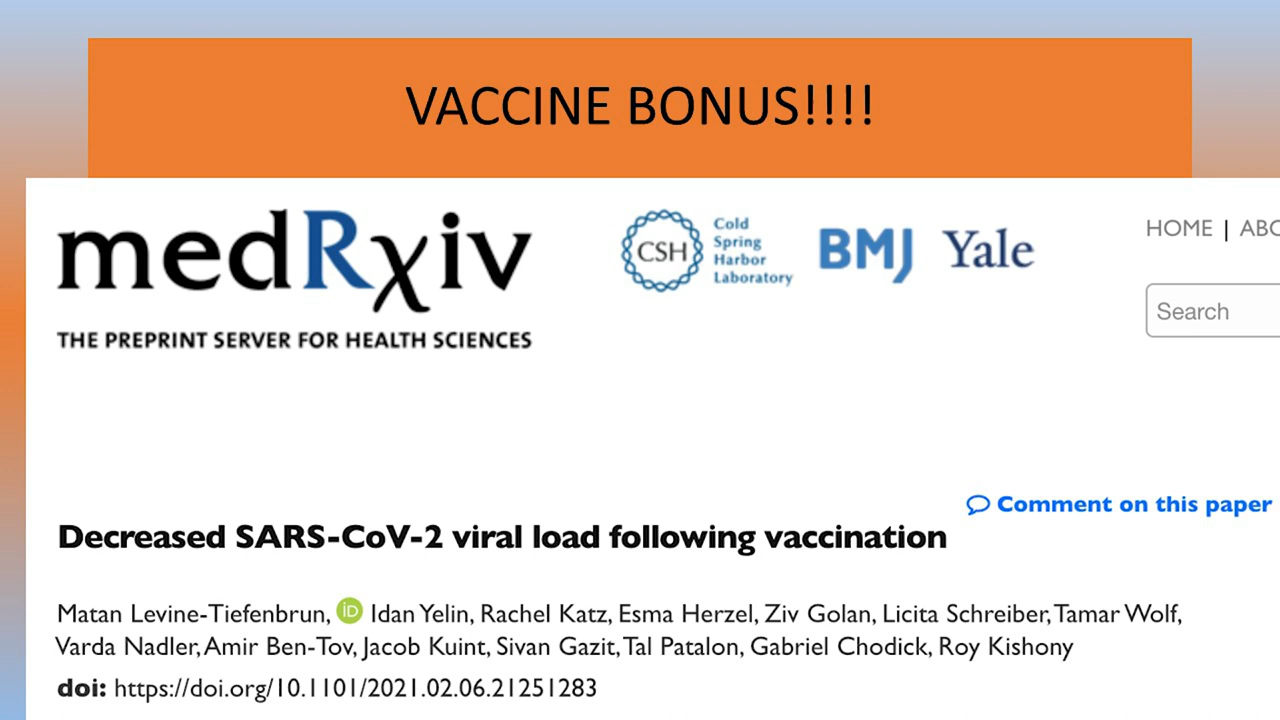 VACCINE BONUS!!!!
medRχiv
THE PREPRINT SERVER FOR HEALTH SCIENCES
CSH
Cold
Spring
Harbor
Laboratory
BMJ
Yale
HOME | ABO
Search
Comment on this paper
Decreased SARS-CoV-2 viral load following vaccination
Matan Levine-Tiefenbrun, iD Idan Yelin, Rachel Katz, Esma Herzel, Ziv Golan, Licita Schreiber, Tamar Wolf,
Varda Nadler, Amir Ben-Tov, Jacob Kuint, Sivan Gazit, Tal Patalon, Gabriel Chodick, Roy Kishony
doi: https://doi.org/10.1101/2021.02.06.21251283